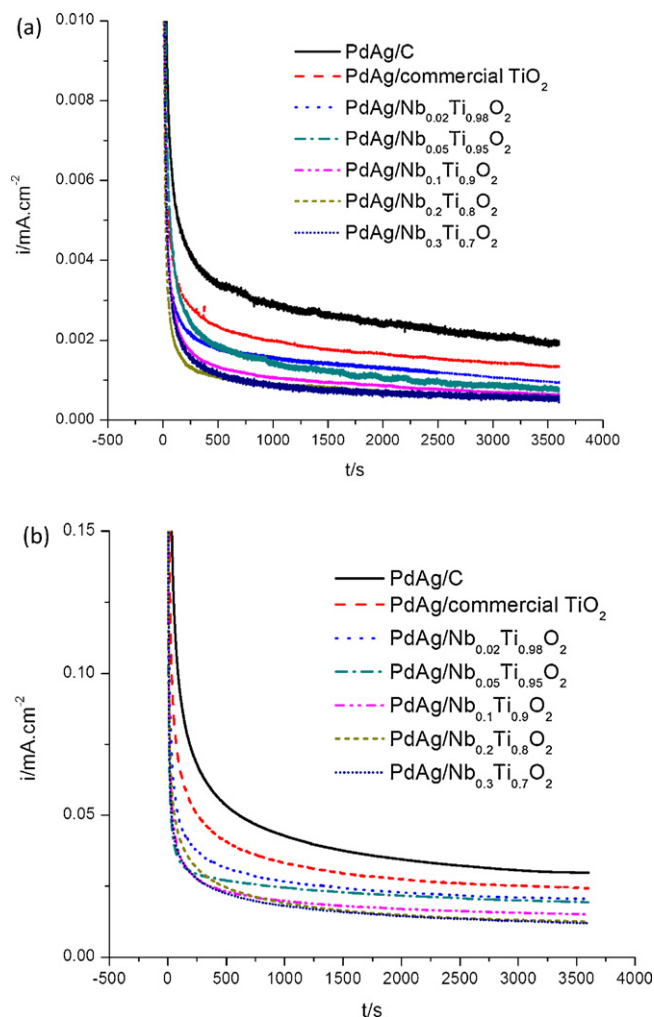 (a)
0.010
0.008
0.006
0.004
0.002
0.000
i/mA.cm⁻²
PdAg/C
PdAg/commercial TiO₂
PdAg/Nb₀.₀₂Ti₀.₉₈O₂
PdAg/Nb₀.₀₅Ti₀.₉₅O₂
PdAg/Nb₀.₁Ti₀.₉O₂
PdAg/Nb₀.₂Ti₀.₈O₂
PdAg/Nb₀.₃Ti₀.₇O₂
-500 0 500 1000 1500 2000 2500 3000 3500 4000
t/s
(b)
0.15
0.10
0.05
0.00
i/mA.cm⁻²
PdAg/C
PdAg/commercial TiO₂
PdAg/Nb₀.₀₂Ti₀.₉₈O₂
PdAg/Nb₀.₀₅Ti₀.₉₅O₂
PdAg/Nb₀.₁Ti₀.₉O₂
PdAg/Nb₀.₂Ti₀.₈O₂
PdAg/Nb₀.₃Ti₀.₇O₂
-500 0 500 1000 1500 2000 2500 3000 3500 4000
t/s